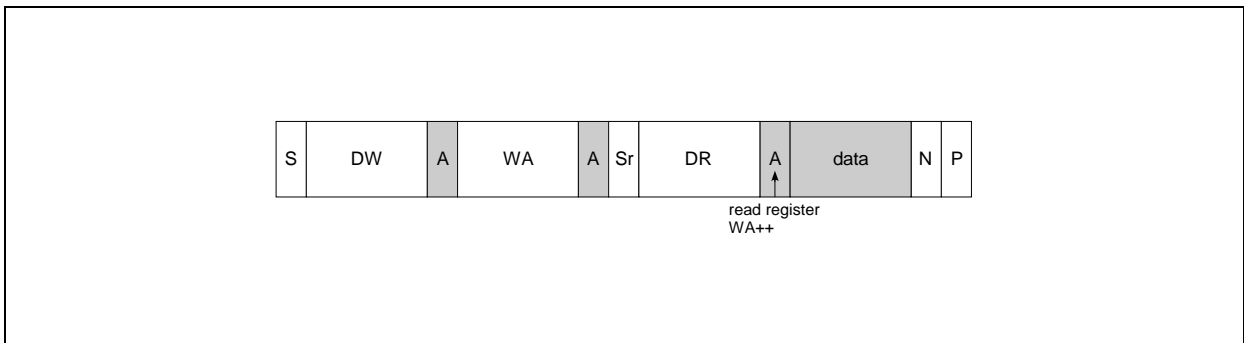 S DW A WA A Sr DR A data N P
read register
WA++